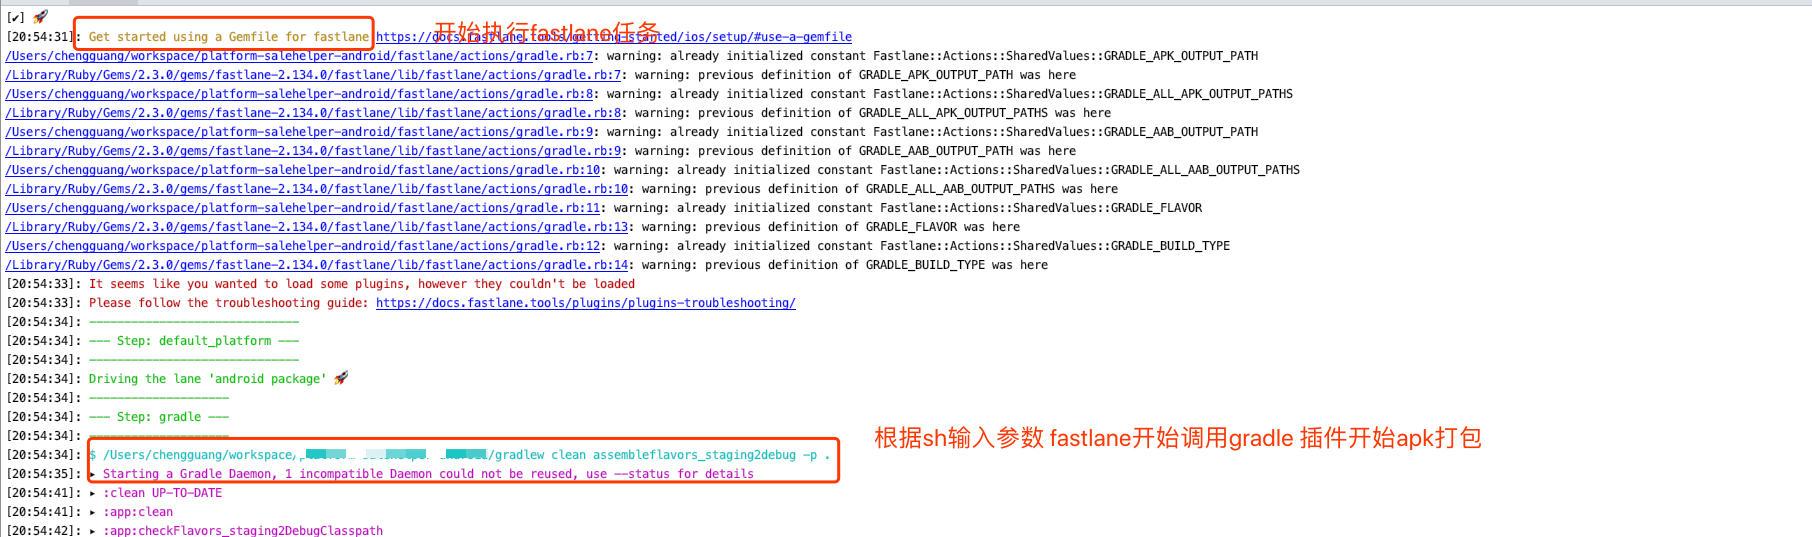 [✔] 🚀
[20:54:31]: Get started using a Gemfile for fastlane https://docs.fastlane.tools/getting-started/ios/setup/#use-a-gemfile
开始执行fastlane任务
/Users/chengguang/workspace/platform-salehelper-android/fastlane/actions/gradle.rb:7: warning: already initialized constant Fastlane::Actions::SharedValues::GRADLE_APK_OUTPUT_PATH
/Library/Ruby/Gems/2.3.0/gems/fastlane-2.134.0/fastlane/lib/fastlane/actions/gradle.rb:7: warning: previous definition of GRADLE_APK_OUTPUT_PATH was here
/Users/chengguang/workspace/platform-salehelper-android/fastlane/actions/gradle.rb:8: warning: already initialized constant Fastlane::Actions::SharedValues::GRADLE_ALL_APK_OUTPUT_PATHS
/Library/Ruby/Gems/2.3.0/gems/fastlane-2.134.0/fastlane/lib/fastlane/actions/gradle.rb:8: warning: previous definition of GRADLE_ALL_APK_OUTPUT_PATHS was here
/Users/chengguang/workspace/platform-salehelper-android/fastlane/actions/gradle.rb:9: warning: already initialized constant Fastlane::Actions::SharedValues::GRADLE_AAB_OUTPUT_PATH
/Library/Ruby/Gems/2.3.0/gems/fastlane-2.134.0/fastlane/lib/fastlane/actions/gradle.rb:9: warning: previous definition of GRADLE_AAB_OUTPUT_PATH was here
/Users/chengguang/workspace/platform-salehelper-android/fastlane/actions/gradle.rb:10: warning: already initialized constant Fastlane::Actions::SharedValues::GRADLE_ALL_AAB_OUTPUT_PATHS
/Library/Ruby/Gems/2.3.0/gems/fastlane-2.134.0/fastlane/lib/fastlane/actions/gradle.rb:10: warning: previous definition of GRADLE_ALL_AAB_OUTPUT_PATHS was here
/Users/chengguang/workspace/platform-salehelper-android/fastlane/actions/gradle.rb:11: warning: already initialized constant Fastlane::Actions::SharedValues::GRADLE_FLAVOR
/Library/Ruby/Gems/2.3.0/gems/fastlane-2.134.0/fastlane/lib/fastlane/actions/gradle.rb:13: warning: previous definition of GRADLE_FLAVOR was here
/Users/chengguang/workspace/platform-salehelper-android/fastlane/actions/gradle.rb:12: warning: already initialized constant Fastlane::Actions::SharedValues::GRADLE_BUILD_TYPE
/Library/Ruby/Gems/2.3.0/gems/fastlane-2.134.0/fastlane/lib/fastlane/actions/gradle.rb:14: warning: previous definition of GRADLE_BUILD_TYPE was here
[20:54:33]: It seems like you wanted to load some plugins, however they couldn't be loaded
[20:54:33]: Please follow the troubleshooting guide: https://docs.fastlane.tools/plugins/plugins-troubleshooting/
[20:54:34]: ------------------------------
[20:54:34]: --- Step: default_platform ---
[20:54:34]: ------------------------------
[20:54:34]: Driving the lane 'android package' 🚀
[20:54:34]: --------------------
[20:54:34]: --- Step: gradle ---
[20:54:34]: --------------------
根据sh输入参数 fastlane开始调用gradle 插件开始apk打包
[20:54:34]: $ /Users/chengguang/workspace/ /gradlew clean assembleflavors_staging2debug -p .
[20:54:35]: ▸ Starting a Gradle Daemon, 1 incompatible Daemon could not be reused, use --status for details
[20:54:41]: ▸ :clean UP-TO-DATE
[20:54:41]: ▸ :app:clean
[20:54:42]: ▸ :app:checkFlavors_staging2DebugClasspath